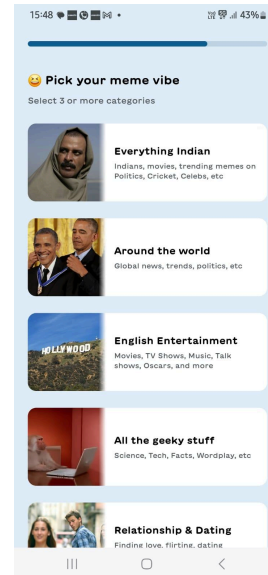 15:48
43%
😆 Pick your meme vibe
Select 3 or more categories
Everything Indian
Indians, movies, trending memes on
Politics, Cricket, Celebs, etc
Around the world
Global news, trends, politics, etc
HOLLYWOOD
English Entertainment
Movies, TV Shows, Music, Talk
shows, Oscars, and more
All the geeky stuff
Science, Tech, Facts, Wordplay, etc
Relationship & Dating
Finding love, flirting, dating